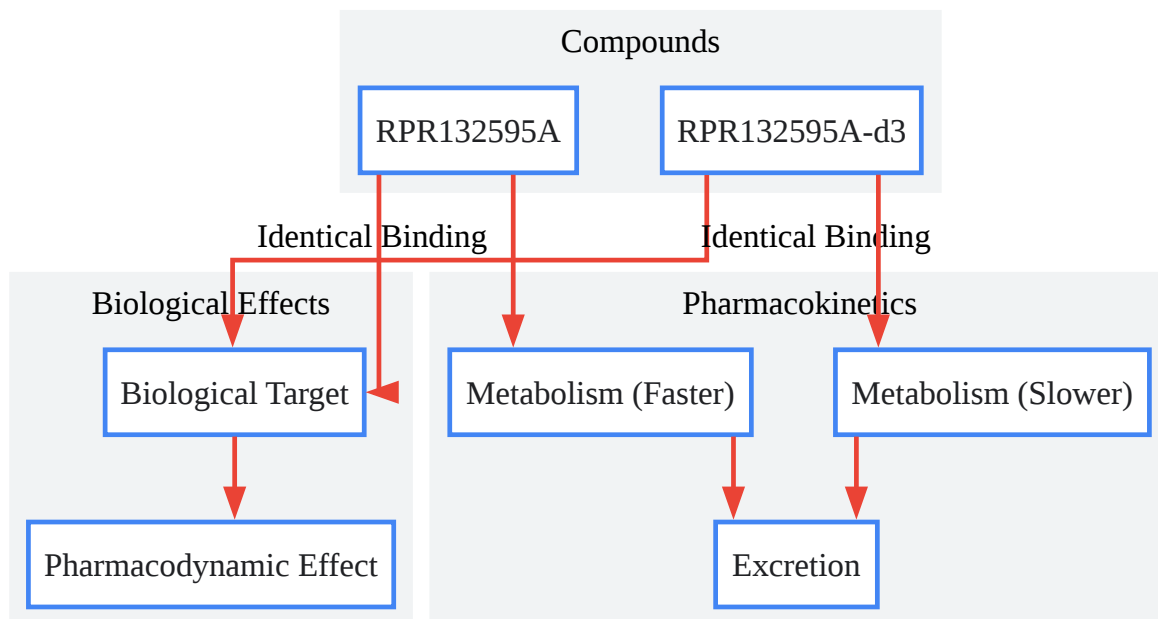 Compounds
RPR132595A
RPR132595A-d3
Identical Binding
Identical Binding
Biological Effects
Pharmacokinetics
Biological Target
Metabolism (Faster)
Metabolism (Slower)
Pharmacodynamic Effect
Excretion